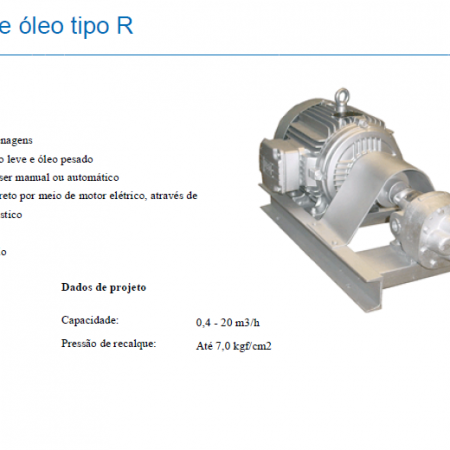 e óleo tipo R
nagens
o leve e óleo pesado
ser manual ou automático
reto por meio de motor elétrico, através de
stico
o
Dados de projeto
Capacidade: 0,4 - 20 m3/h
Pressão de recalque: Até 7,0 kgf/cm2